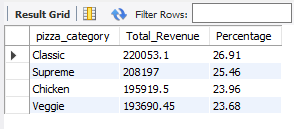 Result Grid Filter Rows:
pizza_category Total_Revenue Percentage
Classic 220053.1 26.91
Supreme 208197 25.46
Chicken 195919.5 23.96
Veggie 193690.45 23.68